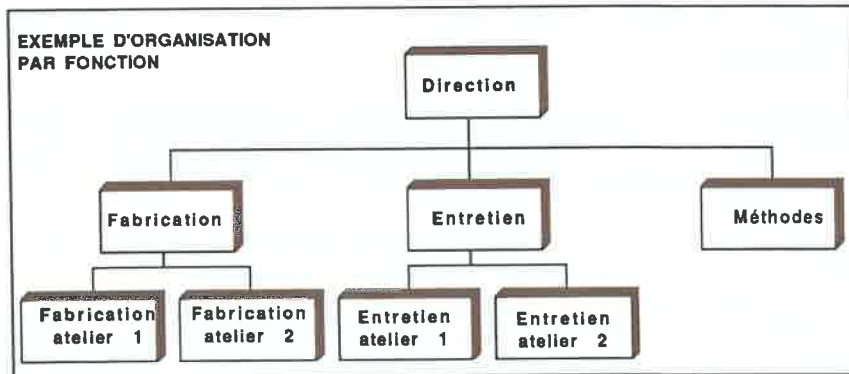 EXEMPLE D'ORGANISATION
PAR FONCTION
Direction
Fabrication
Entretien
Méthodes
Fabrication
atelier 1
Fabrication
atelier 2
Entretien
atelier 1
Entretien
atelier 2